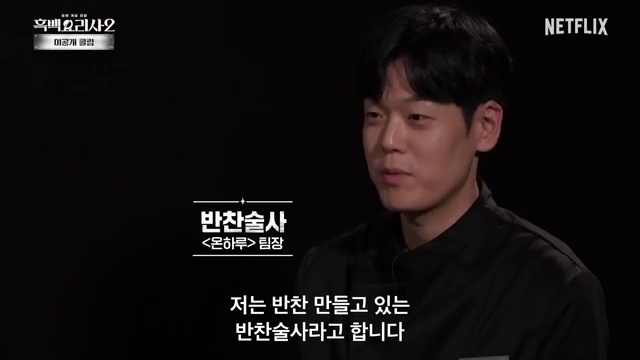 흑백요리사2
미공개 클립
NETFLIX
반찬술사
<온하루> 팀장
저는 반찬 만들고 있는
반찬술사라고 합니다